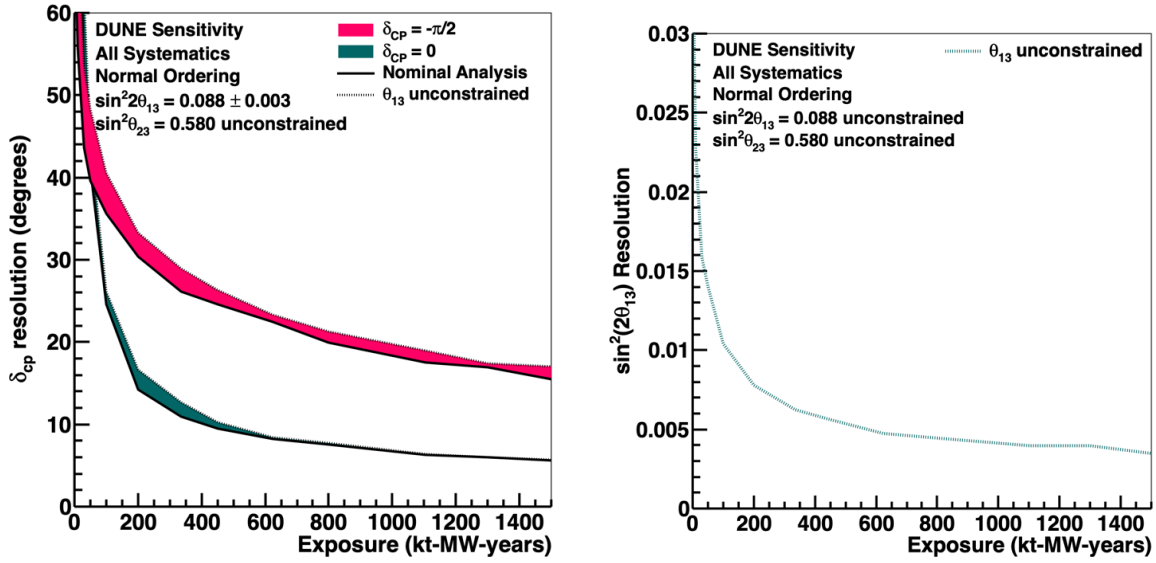 60
50
40
30
20
10
0
δcp resolution (degrees)
DUNE Sensitivity
All Systematics
Normal Ordering
sin²2θ₁₃ = 0.088 ± 0.003
sin²θ₂₃ = 0.580 unconstrained
δCP = -π/2
δCP = 0
Nominal Analysis
θ₁₃ unconstrained
0 200 400 600 800 1000 1200 1400
Exposure (kt-MW-years)
0.03
0.025
0.02
0.015
0.01
0.005
0
sin²(2θ₁₃) Resolution
DUNE Sensitivity
All Systematics
Normal Ordering
sin²2θ₁₃ = 0.088 unconstrained
sin²θ₂₃ = 0.580 unconstrained
θ₁₃ unconstrained
0 200 400 600 800 1000 1200 1400
Exposure (kt-MW-years)